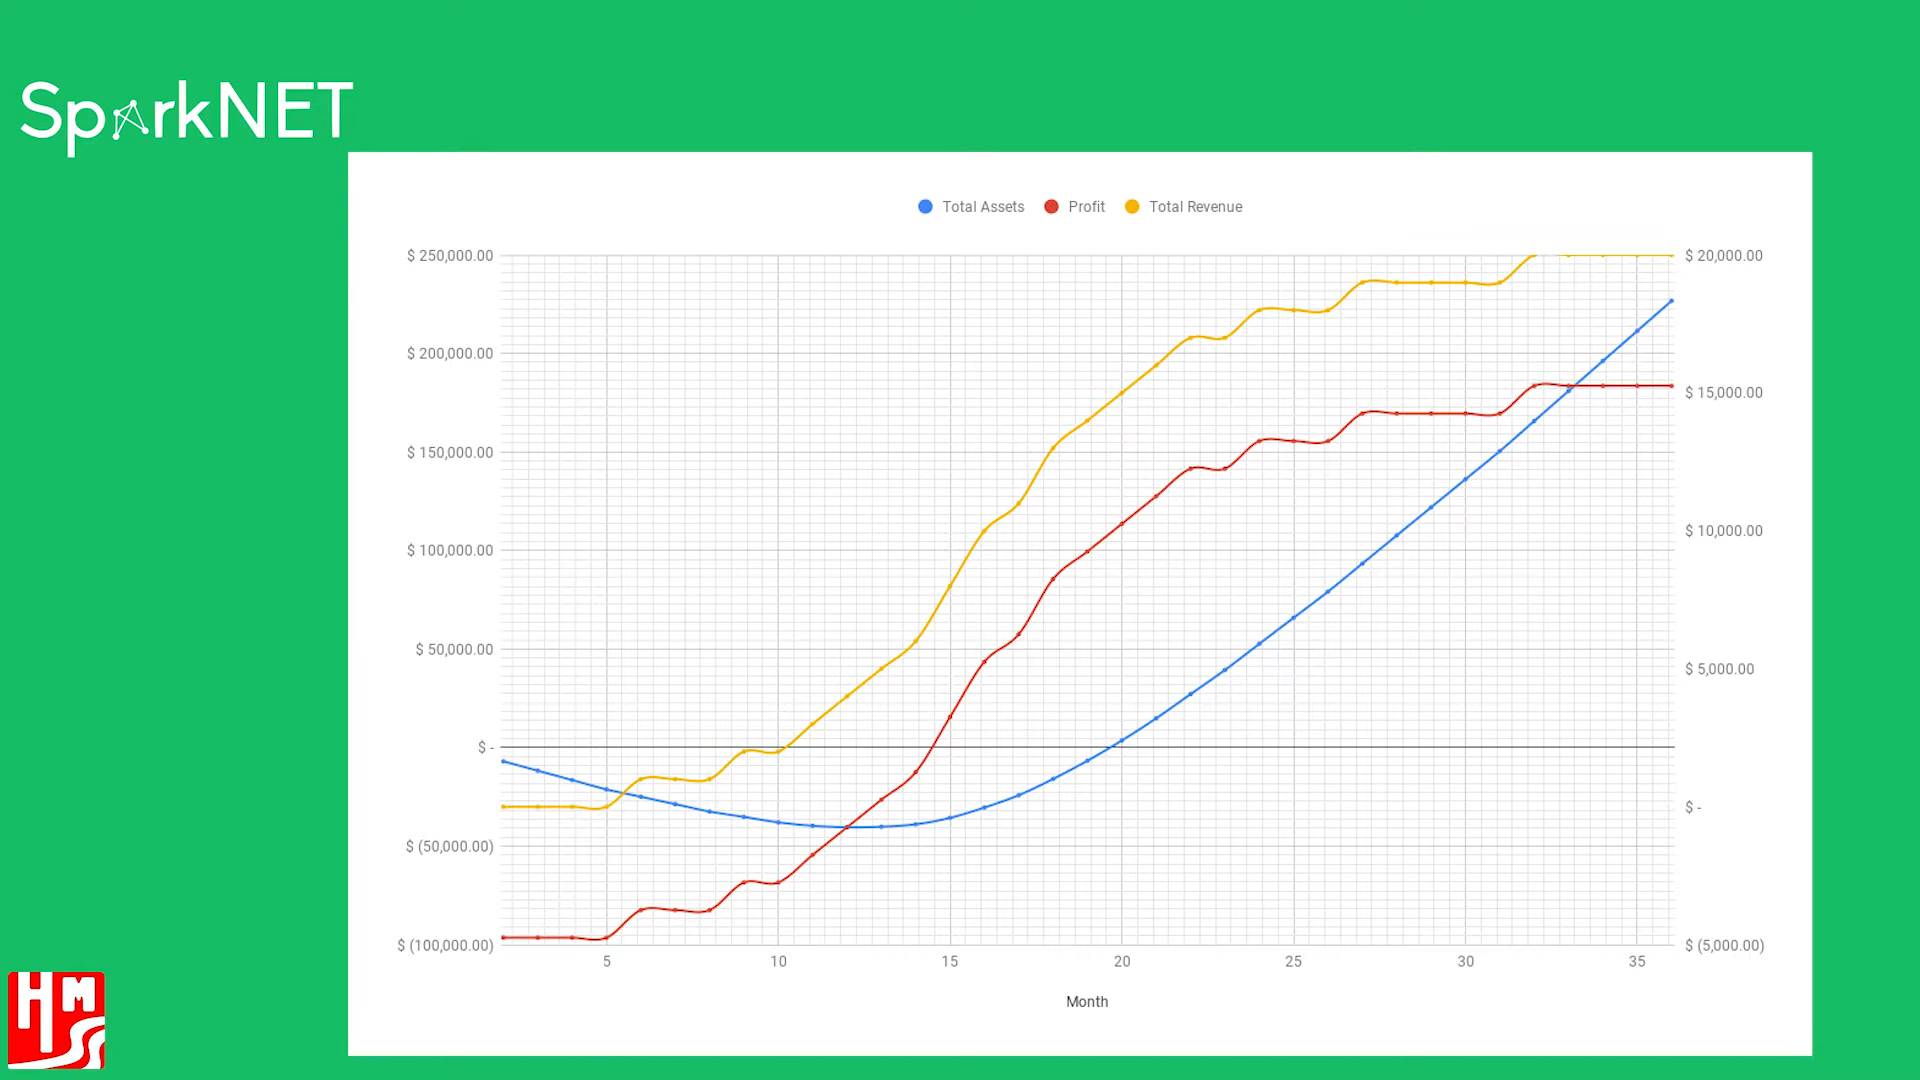 SparkNET
Total Assets Profit Total Revenue
$ 250,000.00
$ 200,000.00
$ 150,000.00
$ 100,000.00
$ 50,000.00
$ -
$ (50,000.00)
$ (100,000.00)
$ 20,000.00
$ 15,000.00
$ 10,000.00
$ 5,000.00
$ -
$ (5,000.00)
5 10 15 20 25 30 35
Month
HMS